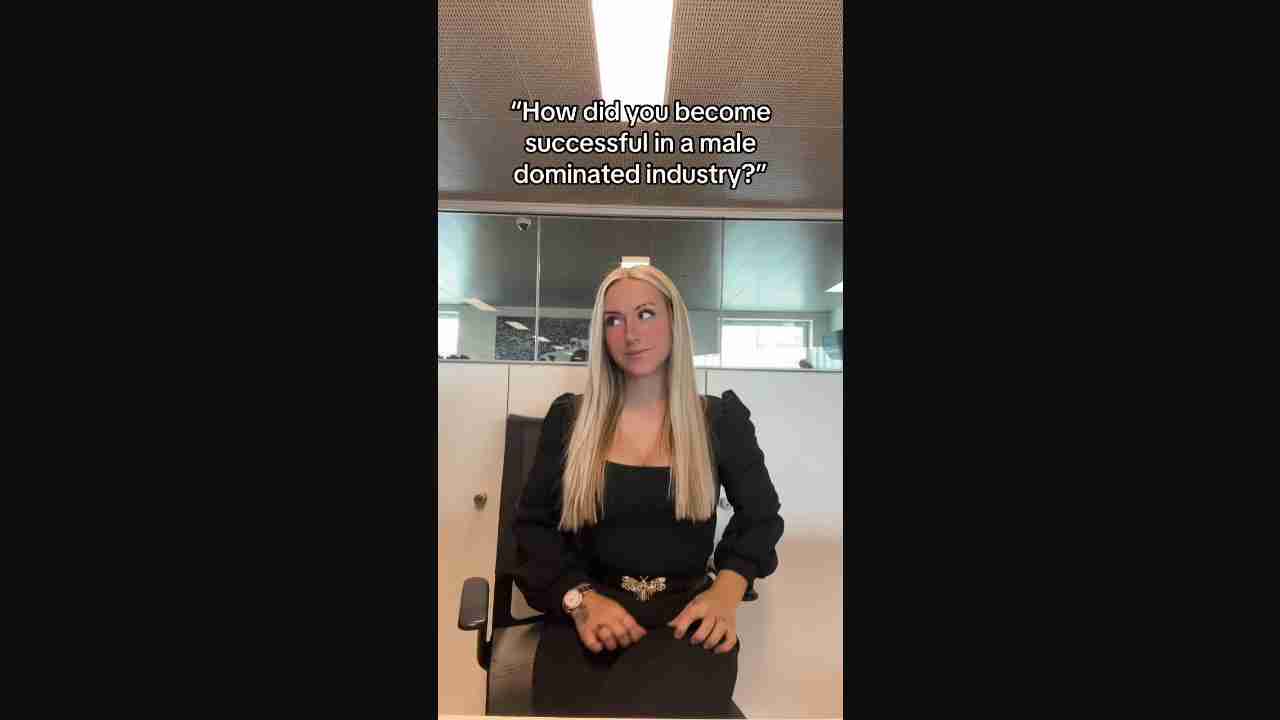 “How did you become
successful in a male
dominated industry?”